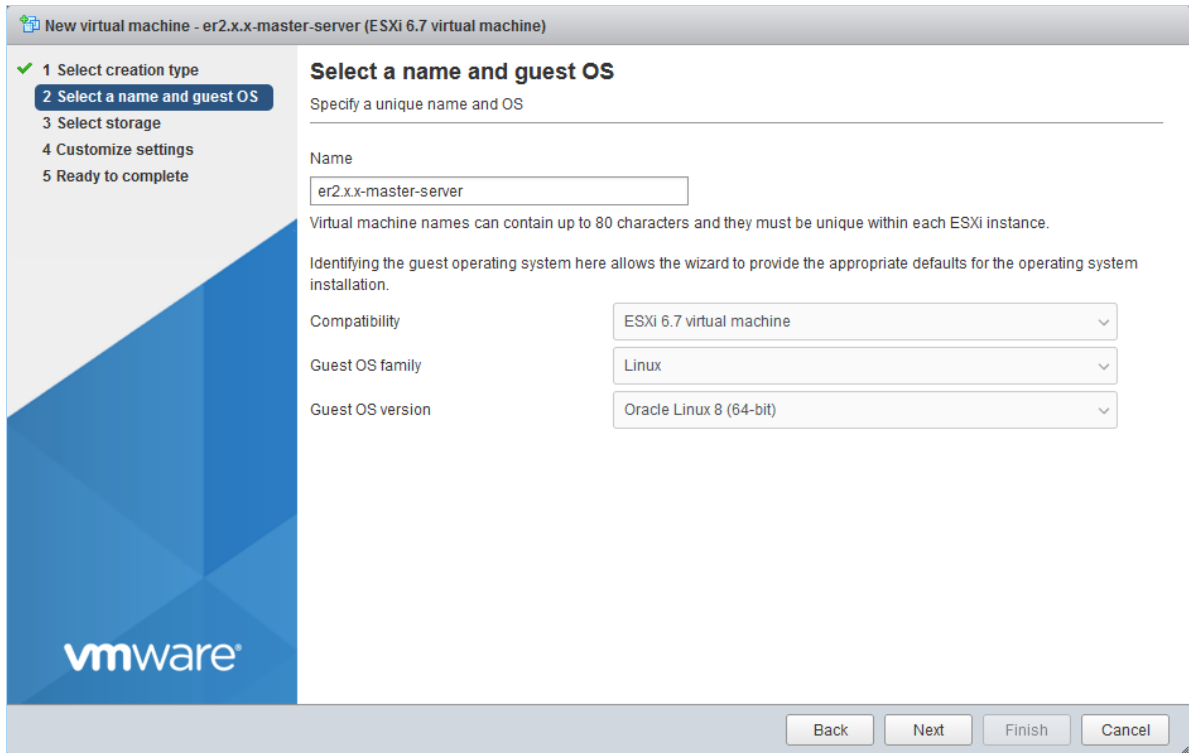 New virtual machine - er2.x.x-master-server (ESXi 6.7 virtual machine)
1 Select creation type
2 Select a name and guest OS
3 Select storage
4 Customize settings
5 Ready to complete
vmware®
Select a name and guest OS
Specify a unique name and OS
Name
er2.x.x-master-server
Virtual machine names can contain up to 80 characters and they must be unique within each ESXi instance.
Identifying the guest operating system here allows the wizard to provide the appropriate defaults for the operating system
installation.
Compatibility
ESXi 6.7 virtual machine
Guest OS family
Linux
Guest OS version
Oracle Linux 8 (64-bit)
Back
Next
Finish
Cancel